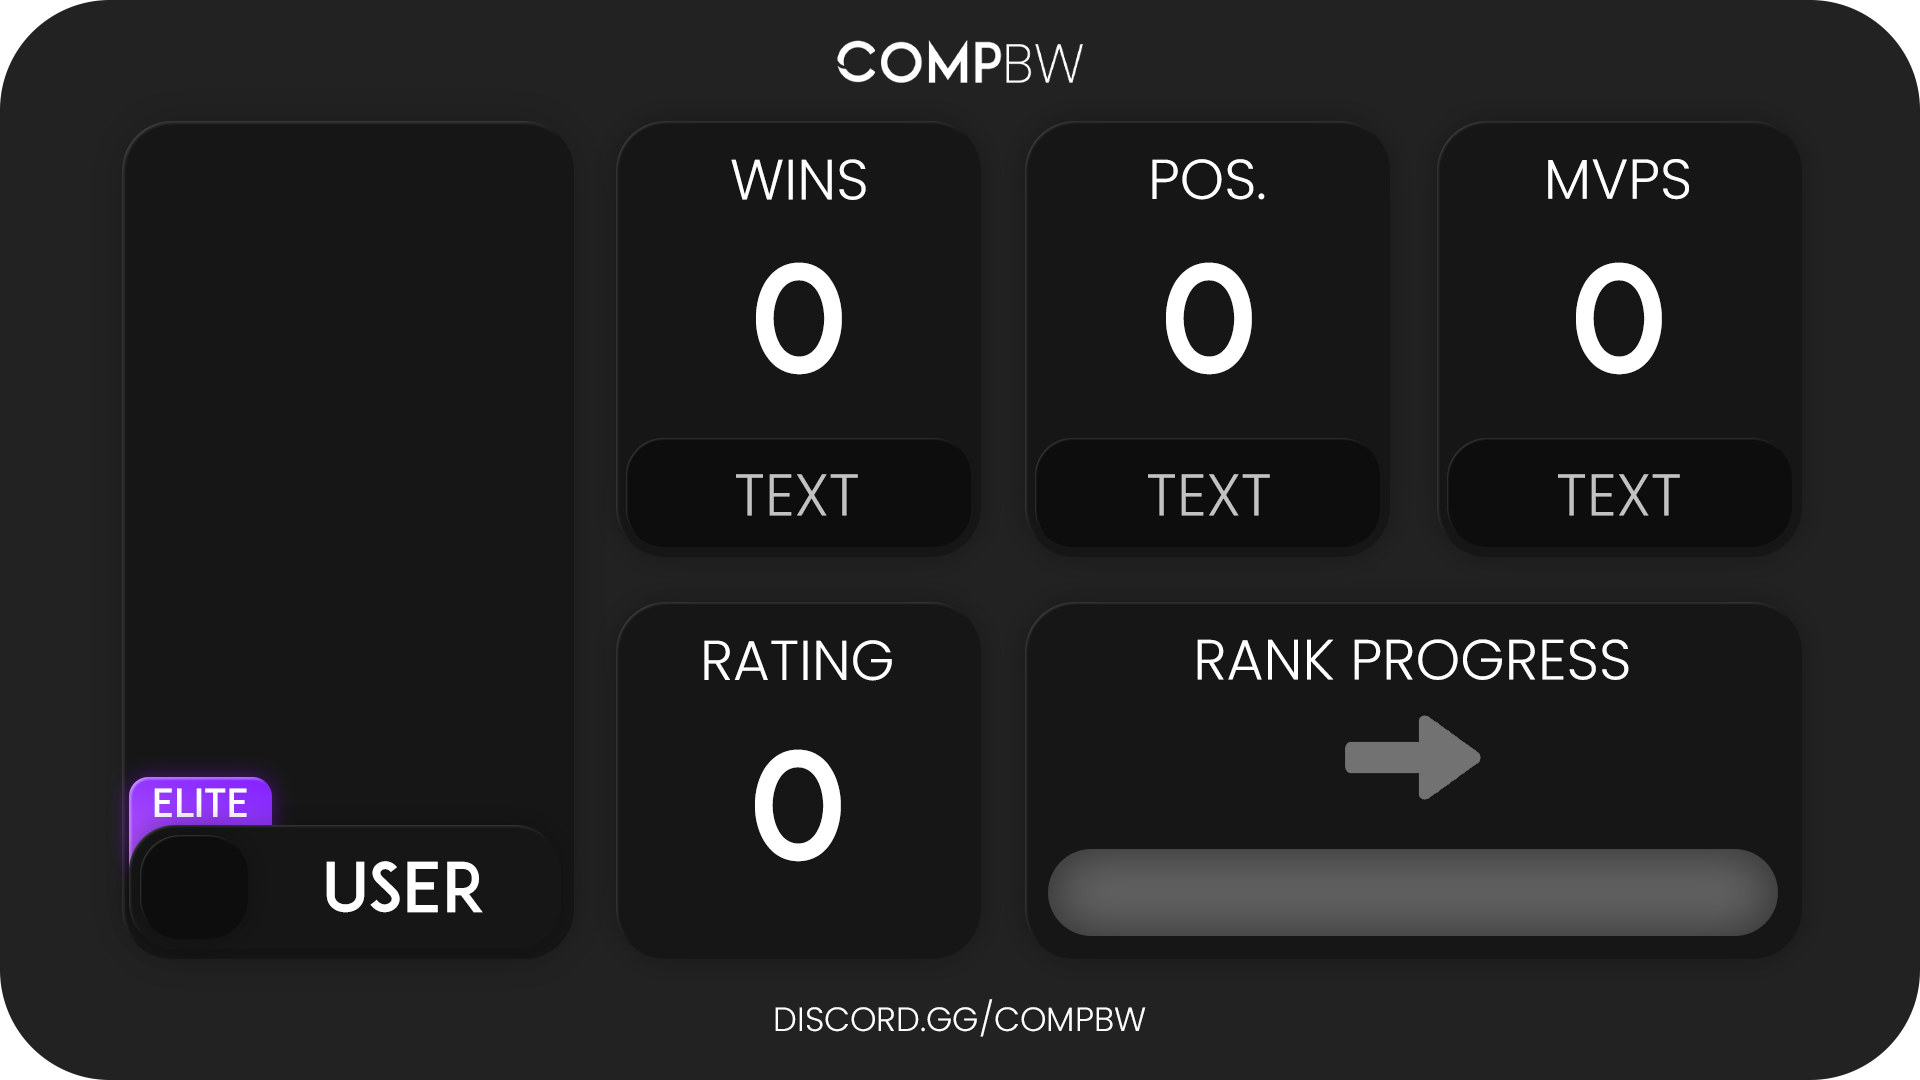 COMPBW
WINS
0
TEXT
POS.
0
TEXT
MVPS
0
TEXT
ELITE
USER
RATING
0
RANK PROGRESS
DISCORD.GG/COMPBW